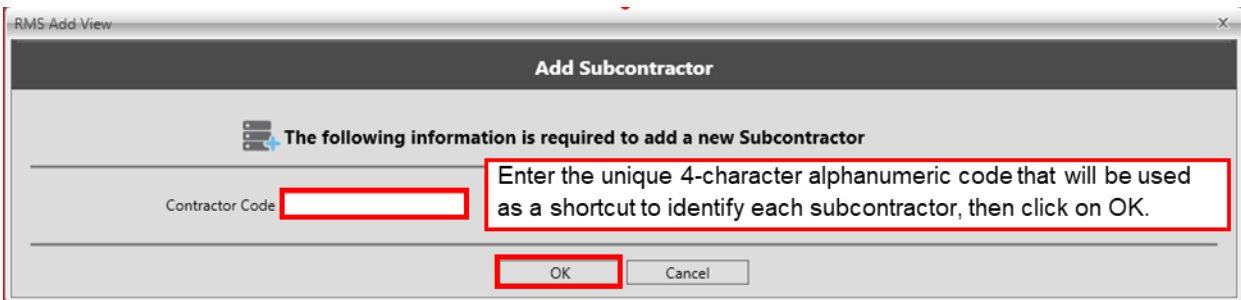 RMS Add View
X
Add Subcontractor
The following information is required to add a new Subcontractor
Enter the unique 4-character alphanumeric code that will be used
as a shortcut to identify each subcontractor, then click on OK.
Contractor Code
OK
Cancel